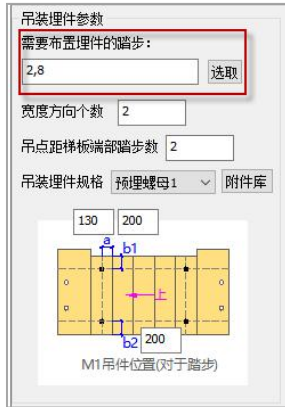 吊装埋件参数
需要布置埋件的踏步：
2,8 选取
宽度方向个数 2
吊点距梯板端部踏步数 2
吊装埋件规格 预埋螺母1 附件库
130 200
a b1
上
b2 200
M1吊件位置(对于踏步)